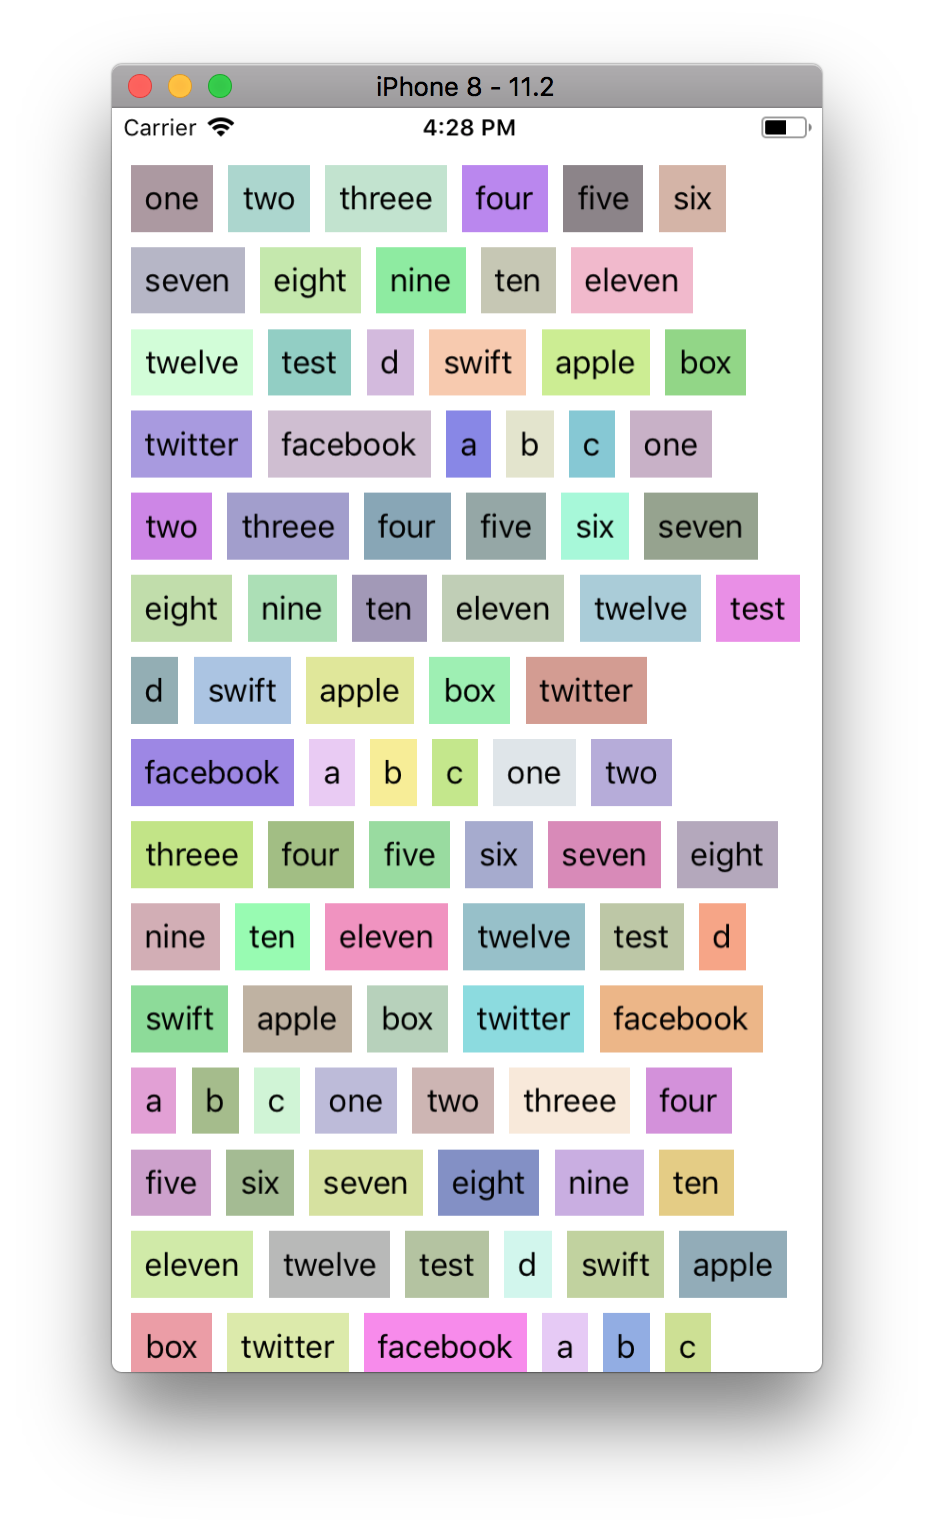 iPhone 8 - 11.2
Carrier 4:28 PM
one two threee four five six
seven eight nine ten eleven
twelve test d swift apple box
twitter facebook a b c one
two threee four five six seven
eight nine ten eleven twelve test
d swift apple box twitter
facebook a b c one two
threee four five six seven eight
nine ten eleven twelve test d
swift apple box twitter facebook
a b c one two threee four
five six seven eight nine ten
eleven twelve test d swift apple
box twitter facebook a b c